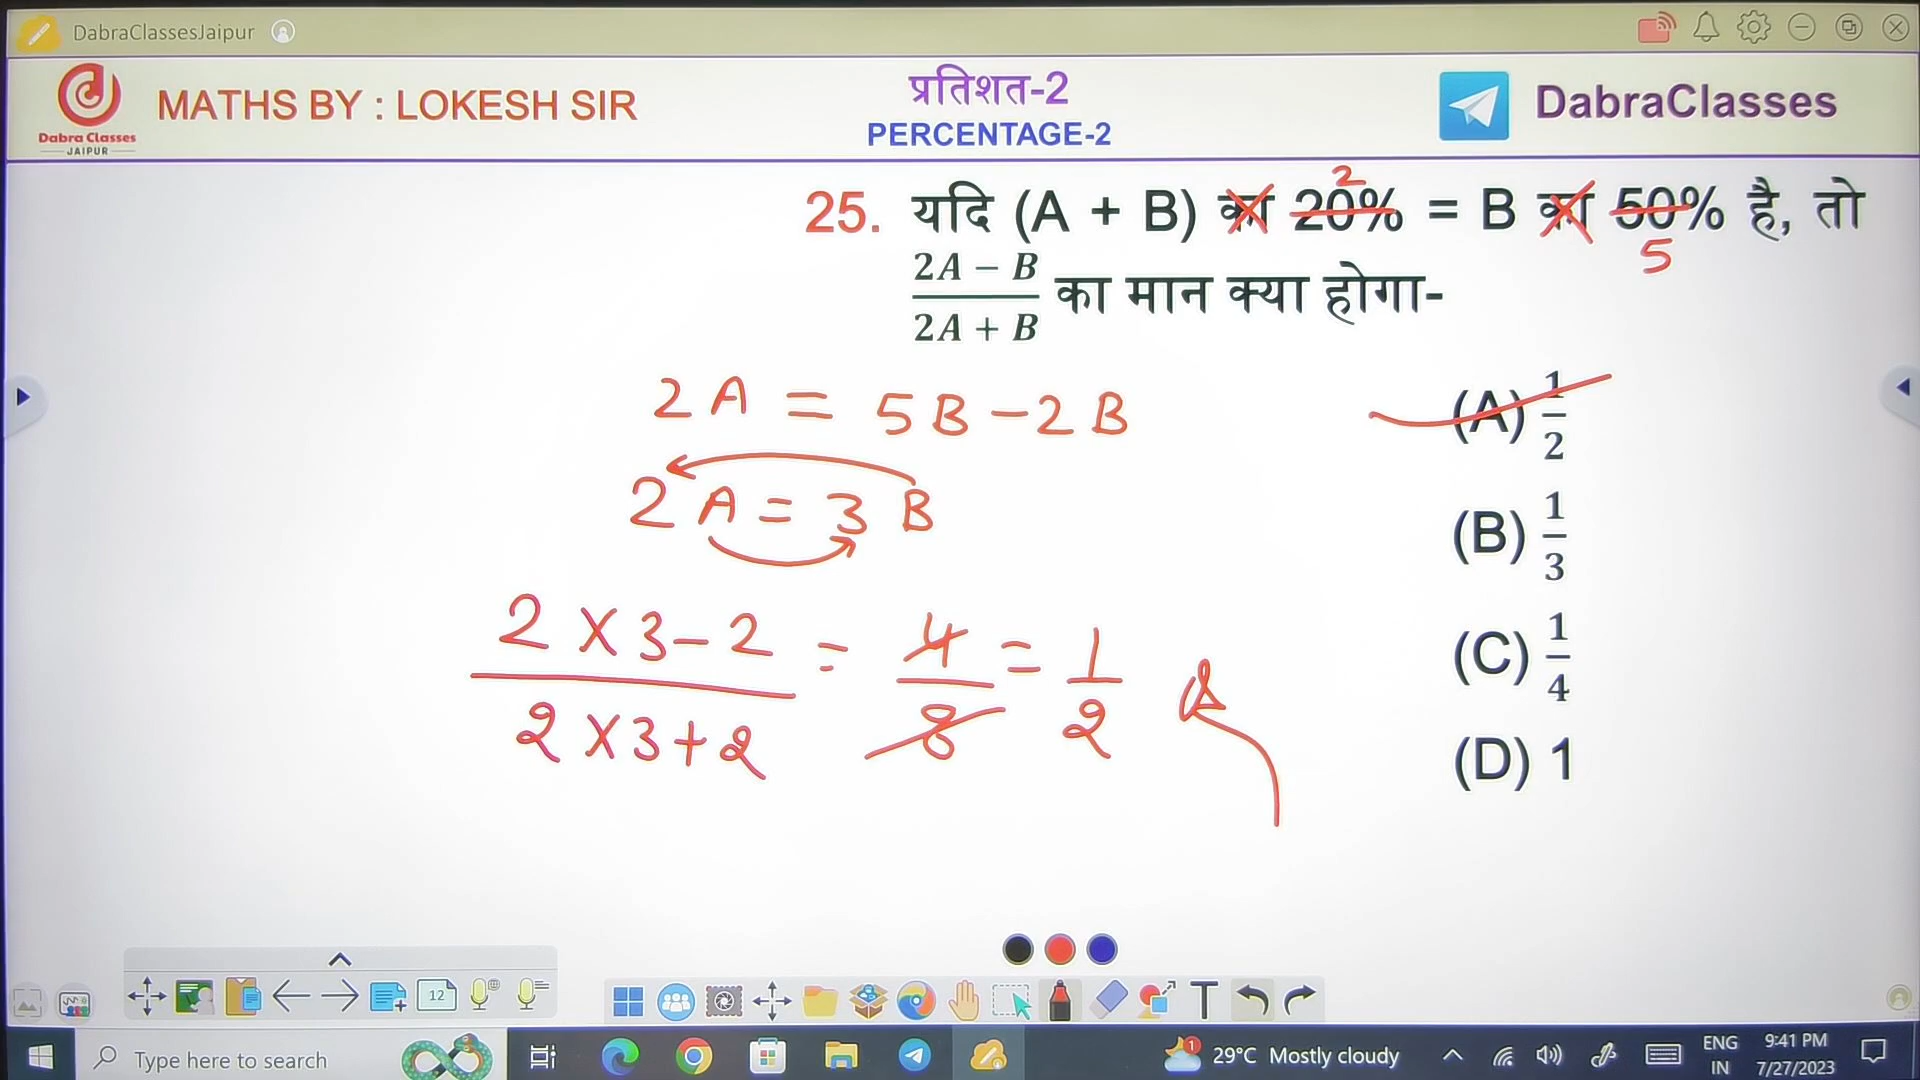 DabraClassesJaipur
Dabra Classes
JAIPUR
MATHS BY : LOKESH SIR
प्रतिशत-2
PERCENTAGE-2
DabraClasses
25. यदि (A + B) का 20% = B का 50% है, तो
2
5
2A − B
2A + B
का मान क्या होगा-
(A) 1/2
(B) 1/3
(C) 1/4
(D) 1
2A = 5B − 2B
2A = 3B
2 × 3 − 2
2 × 3 + 2
= 4/8 = 1/2
12
T
Type here to search
1
29°C Mostly cloudy
ENG
IN
9:41 PM
7/27/2023